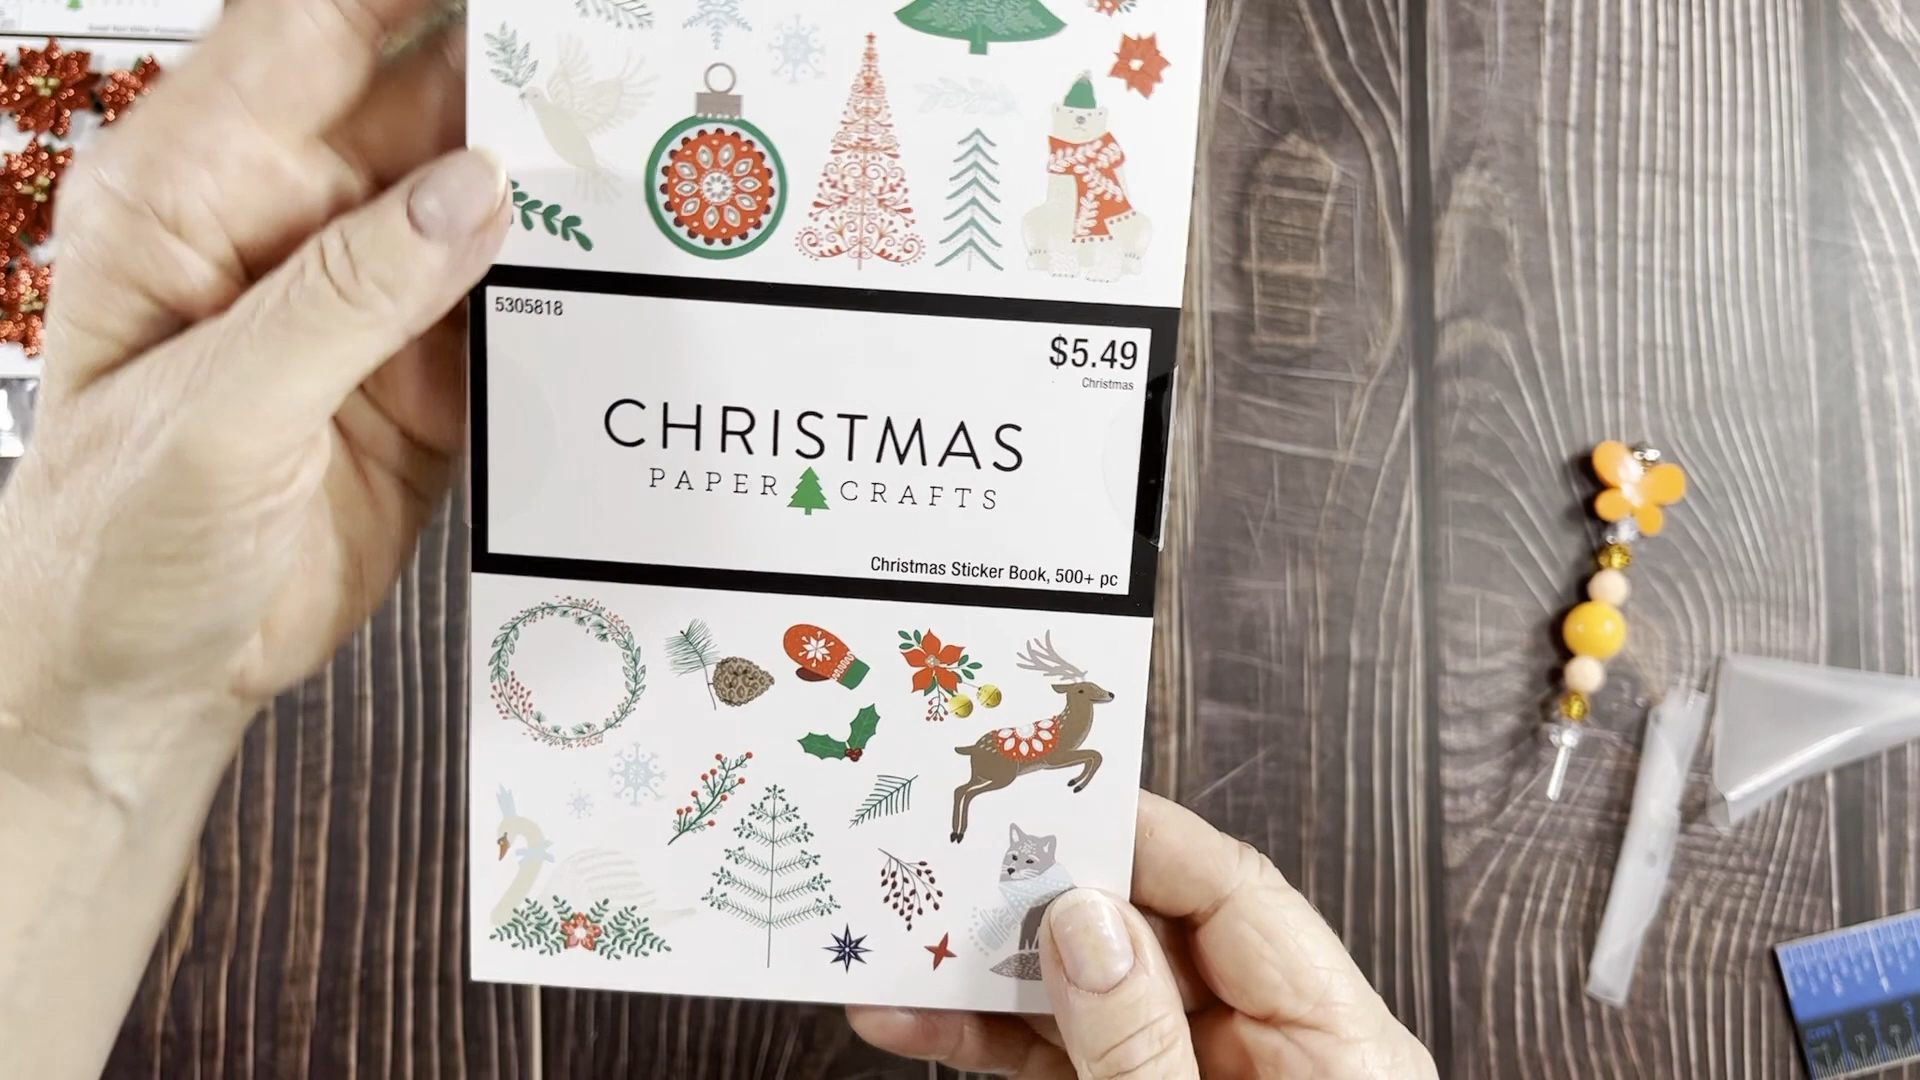 5305818
$5.49
Christmas
CHRISTMAS
PAPER CRAFTS
Christmas Sticker Book, 500+ pc